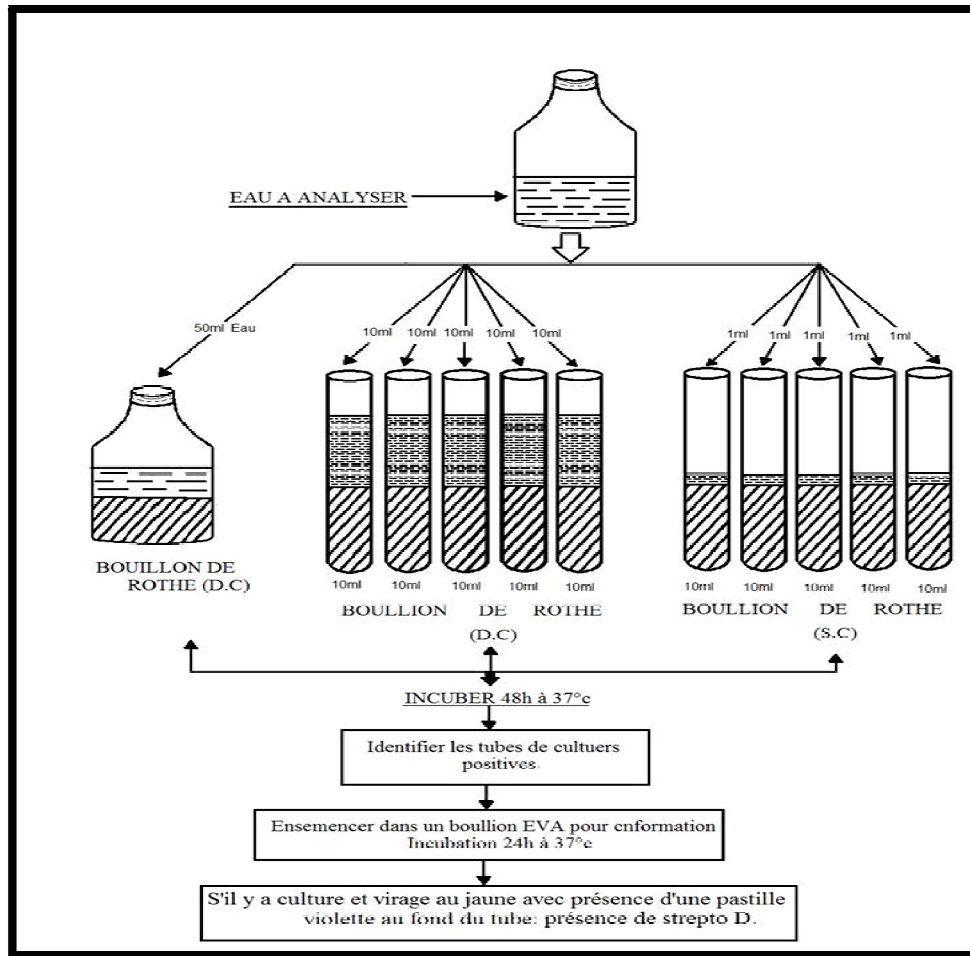 EAU A ANALYSER
50ml Eau
10ml 10ml 10ml 10ml 10ml
1ml 1ml 1ml 1ml 1ml
BOUILLON DE
ROTHE (D.C)
10ml 10ml 10ml 10ml 10ml
BOULLION DE ROTHE
(D.C)
10ml 10ml 10ml 10ml 10ml
BOULLION DE ROTHE
(S.C)
INCUBER 48h à 37°c
Identifier les tubes de cultuers
positives.
Ensemencer dans un boullion EVA pour cnformation
Incubation 24h à 37°c
S'il y a culture et virage au jaune avec présence d'une pastille
violette au fond du tube: présence de strepto D.